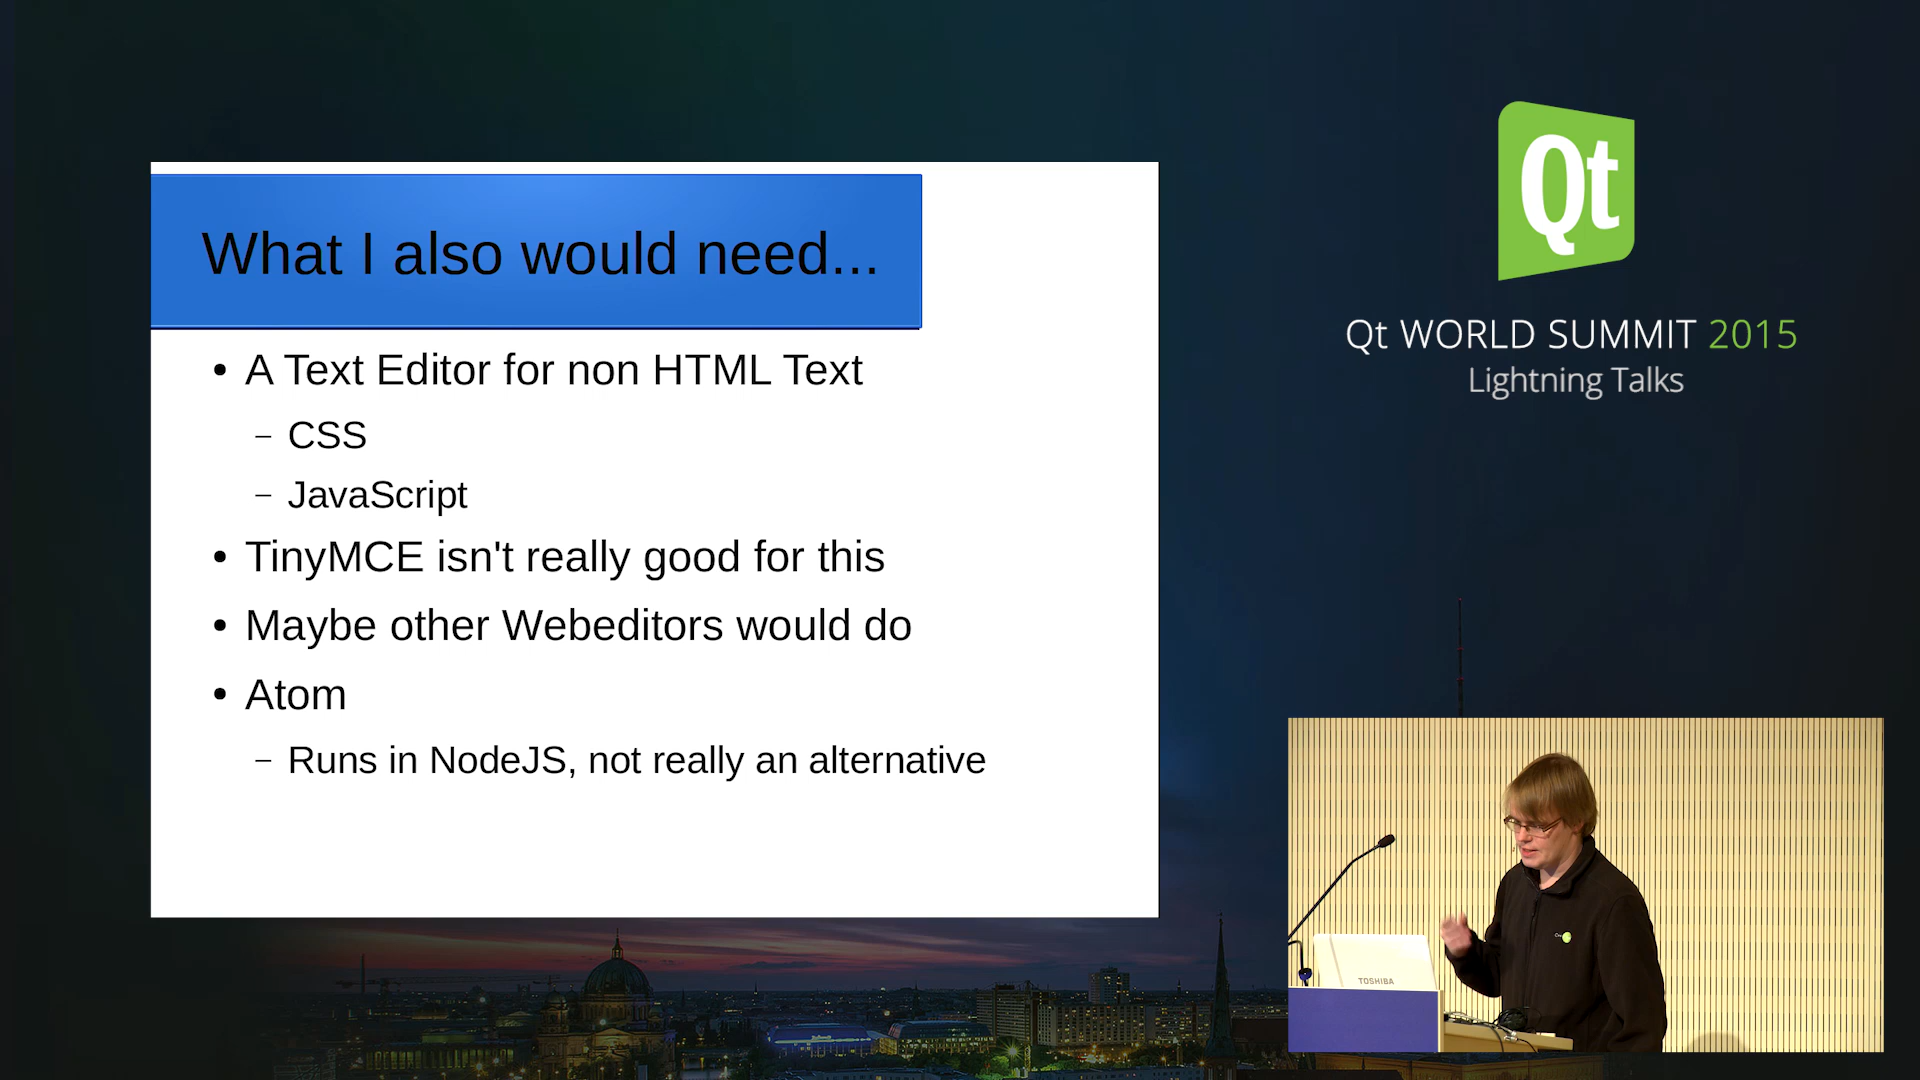 What I also would need...
A Text Editor for non HTML Text
CSS
JavaScript
TinyMCE isn't really good for this
Maybe other Webeditors would do
Atom
Runs in NodeJS, not really an alternative
Qt
Qt WORLD SUMMIT 2015
Lightning Talks
TOSHIBA